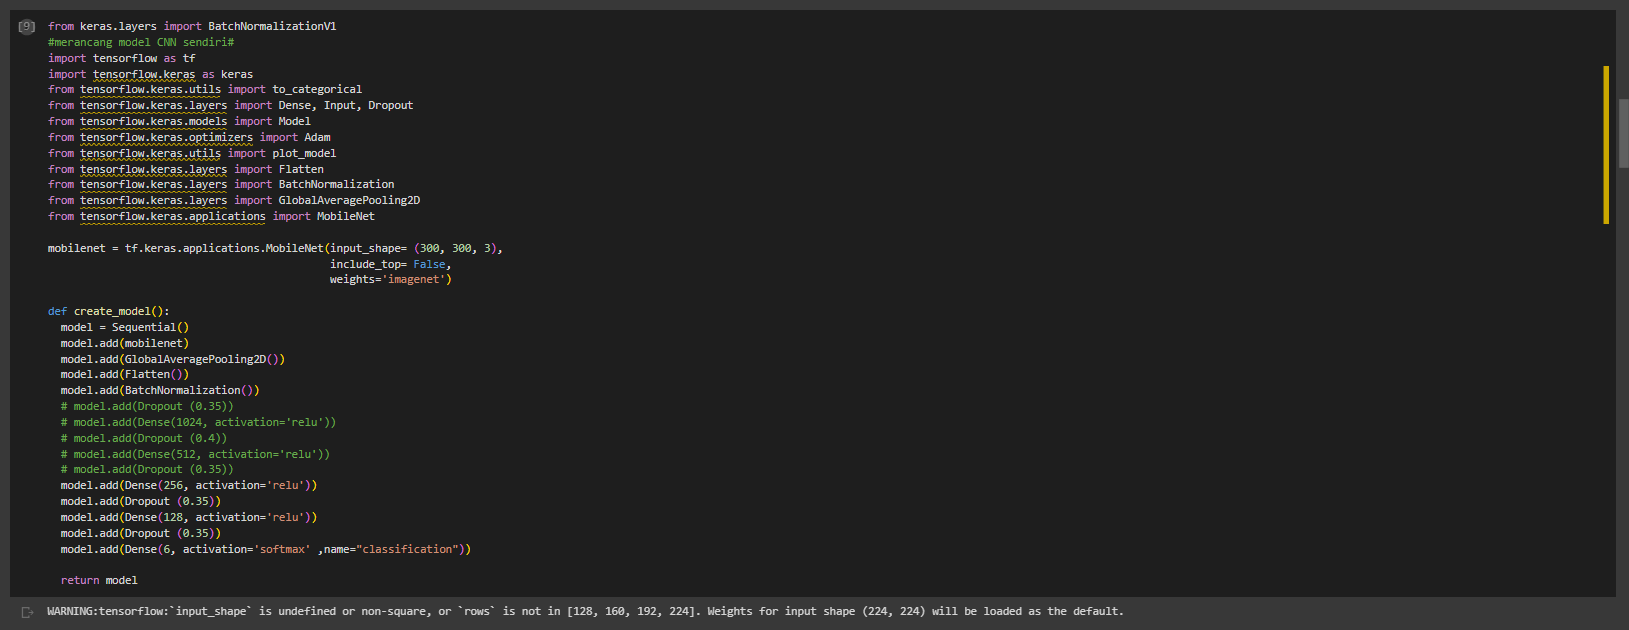 [9] from keras.layers import BatchNormalizationV1
#merancang model CNN sendiri#
import tensorflow as tf
import tensorflow.keras as keras
from tensorflow.keras.utils import to_categorical
from tensorflow.keras.layers import Dense, Input, Dropout
from tensorflow.keras.models import Model
from tensorflow.keras.optimizers import Adam
from tensorflow.keras.utils import plot_model
from tensorflow.keras.layers import Flatten
from tensorflow.keras.layers import BatchNormalization
from tensorflow.keras.layers import GlobalAveragePooling2D
from tensorflow.keras.applications import MobileNet
mobilenet = tf.keras.applications.MobileNet(input_shape= (300, 300, 3),
include_top= False,
weights='imagenet')
def create_model():
model = Sequential()
model.add(mobilenet)
model.add(GlobalAveragePooling2D())
model.add(Flatten())
model.add(BatchNormalization())
# model.add(Dropout (0.35))
# model.add(Dense(1024, activation='relu'))
# model.add(Dropout (0.4))
# model.add(Dense(512, activation='relu'))
# model.add(Dropout (0.35))
model.add(Dense(256, activation='relu'))
model.add(Dropout (0.35))
model.add(Dense(128, activation='relu'))
model.add(Dropout (0.35))
model.add(Dense(6, activation='softmax' ,name="classification"))
return model
WARNING:tensorflow:`input_shape` is undefined or non-square, or `rows` is not in [128, 160, 192, 224]. Weights for input shape (224, 224) will be loaded as the default.